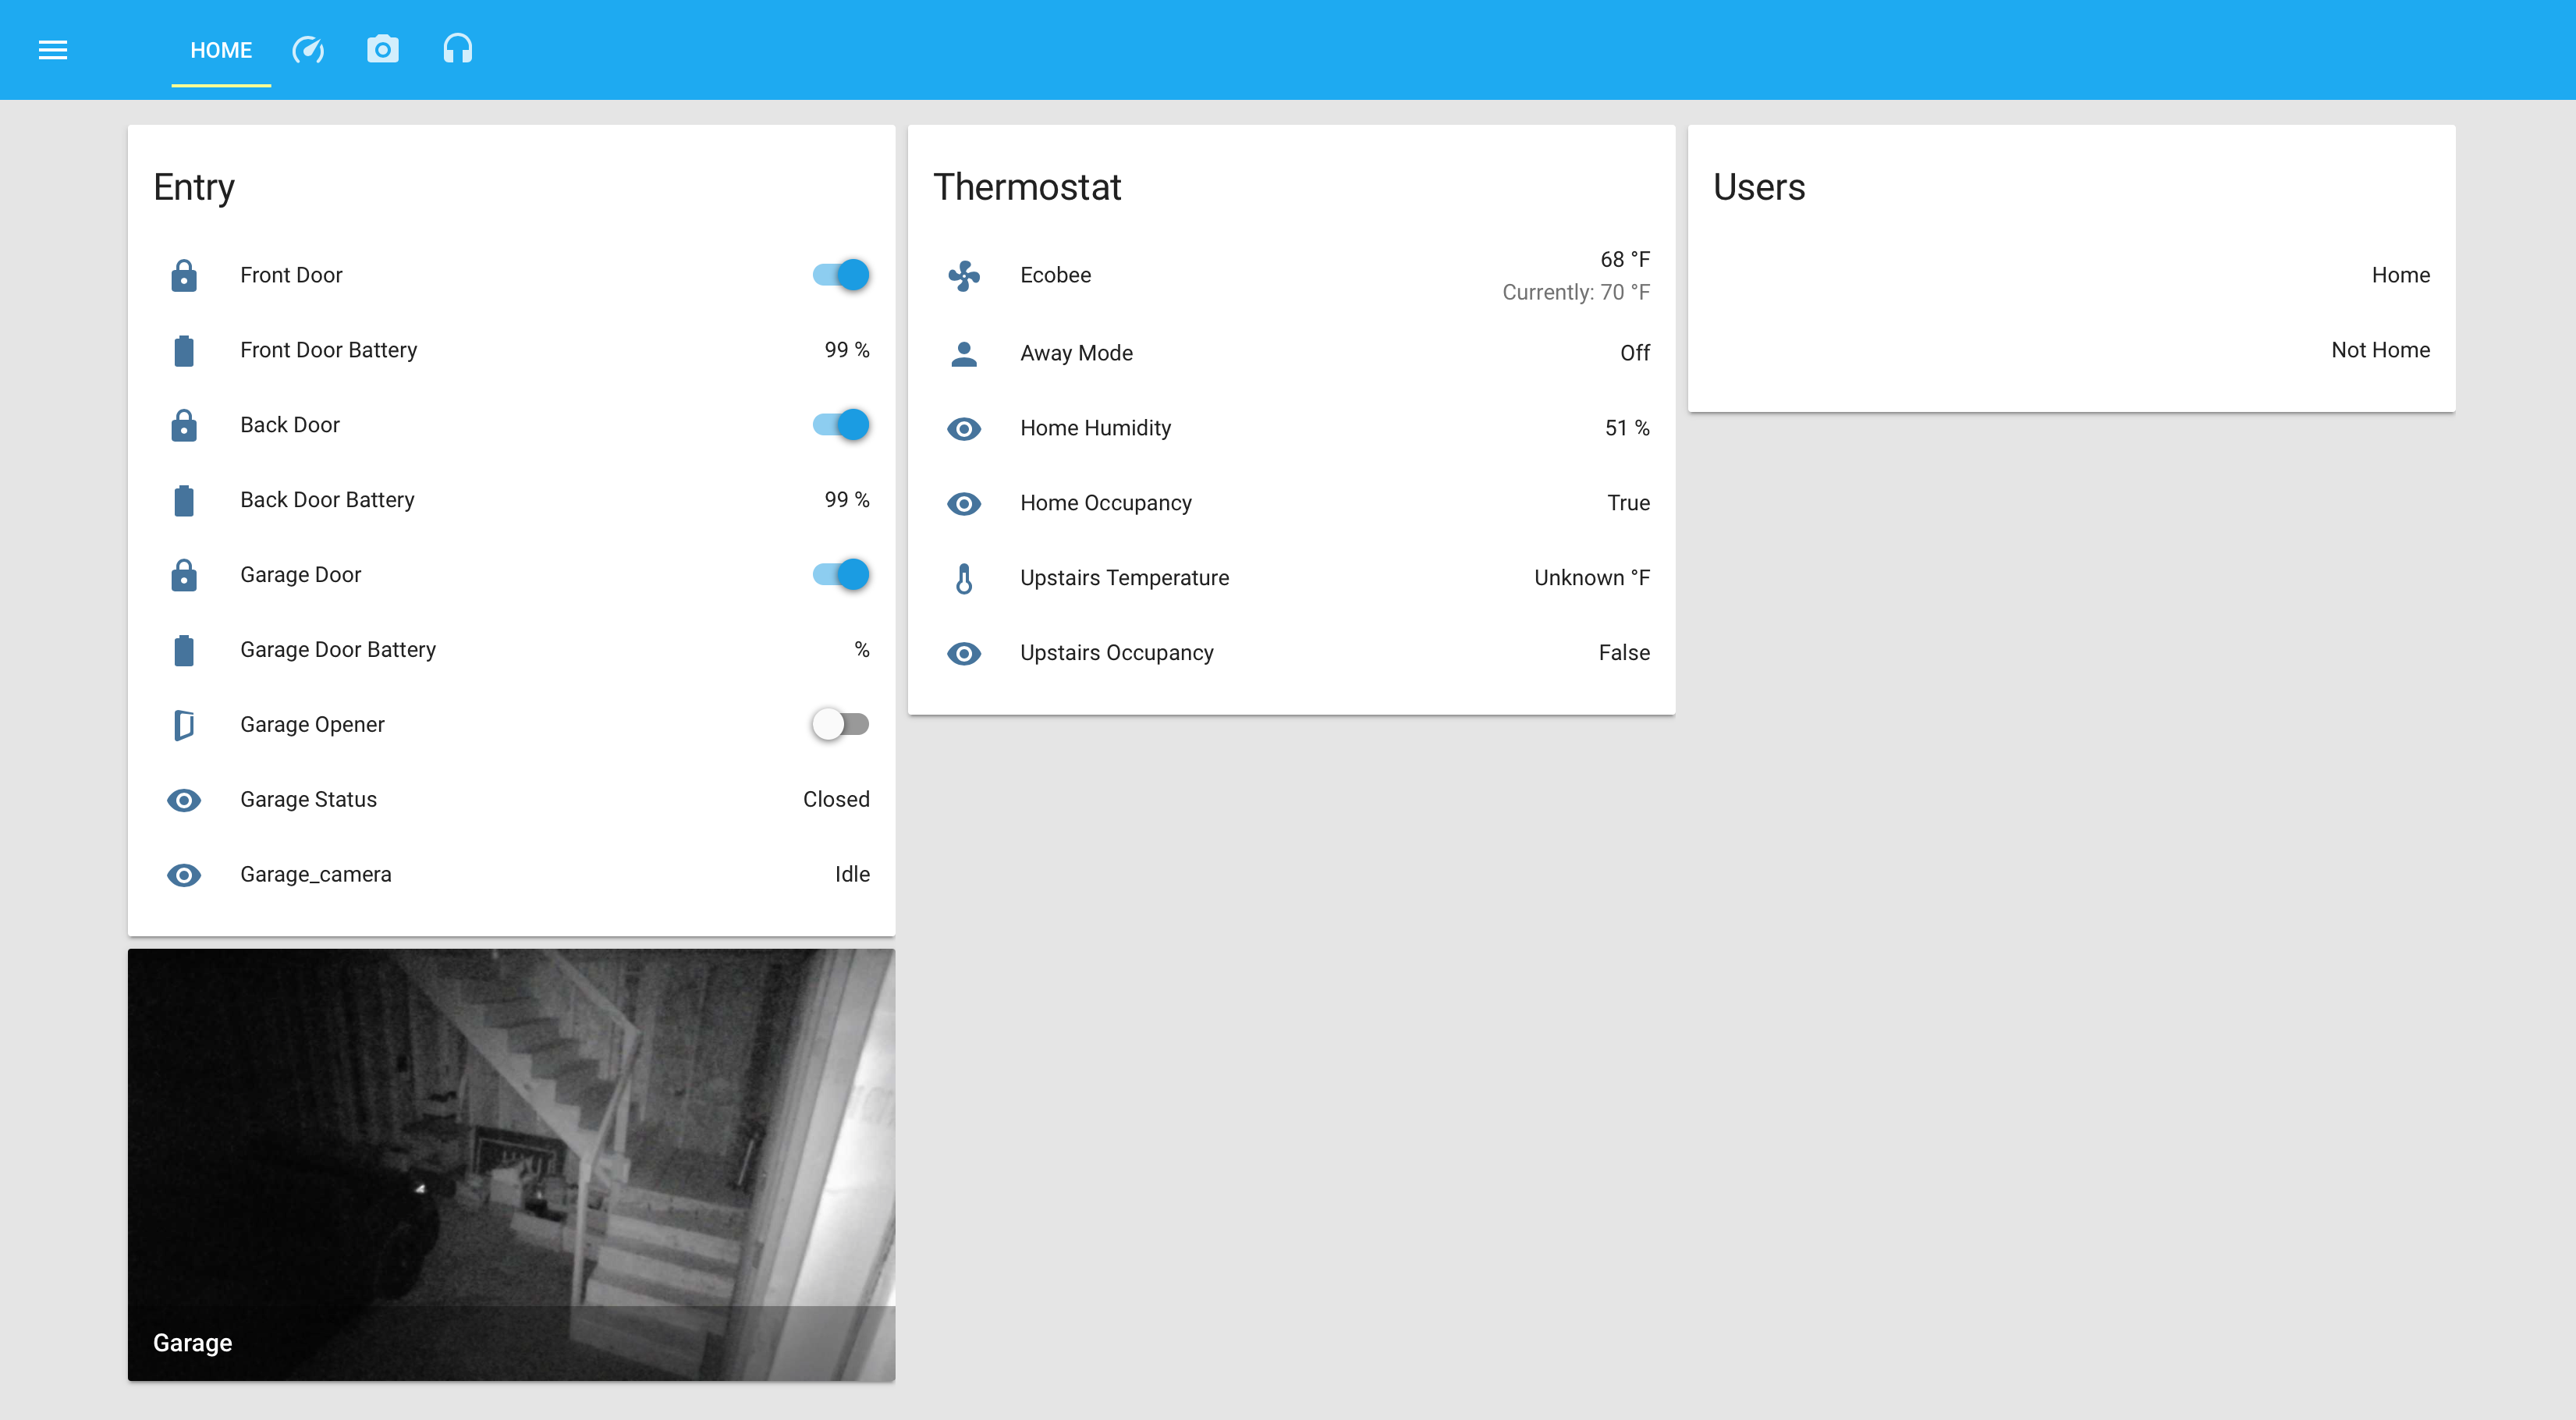 HOME
Entry
Front Door
Front Door Battery 99 %
Back Door
Back Door Battery 99 %
Garage Door
Garage Door Battery %
Garage Opener
Garage Status Closed
Garage_camera Idle
Garage
Thermostat
Ecobee 68 °F
Currently: 70 °F
Away Mode Off
Home Humidity 51 %
Home Occupancy True
Upstairs Temperature Unknown °F
Upstairs Occupancy False
Users
Home
Not Home